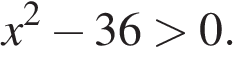 x² − 36 > 0.